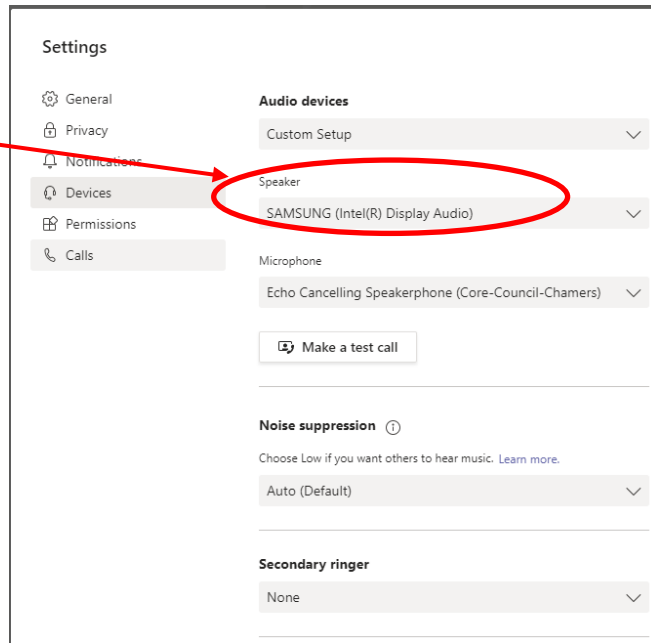 Settings
General
Privacy
Notifications
Devices
Permissions
Calls
Audio devices
Custom Setup
Speaker
SAMSUNG (Intel(R) Display Audio)
Microphone
Echo Cancelling Speakerphone (Core-Council-Chamers)
Make a test call
Noise suppression
Choose Low if you want others to hear music. Learn more.
Auto (Default)
Secondary ringer
None